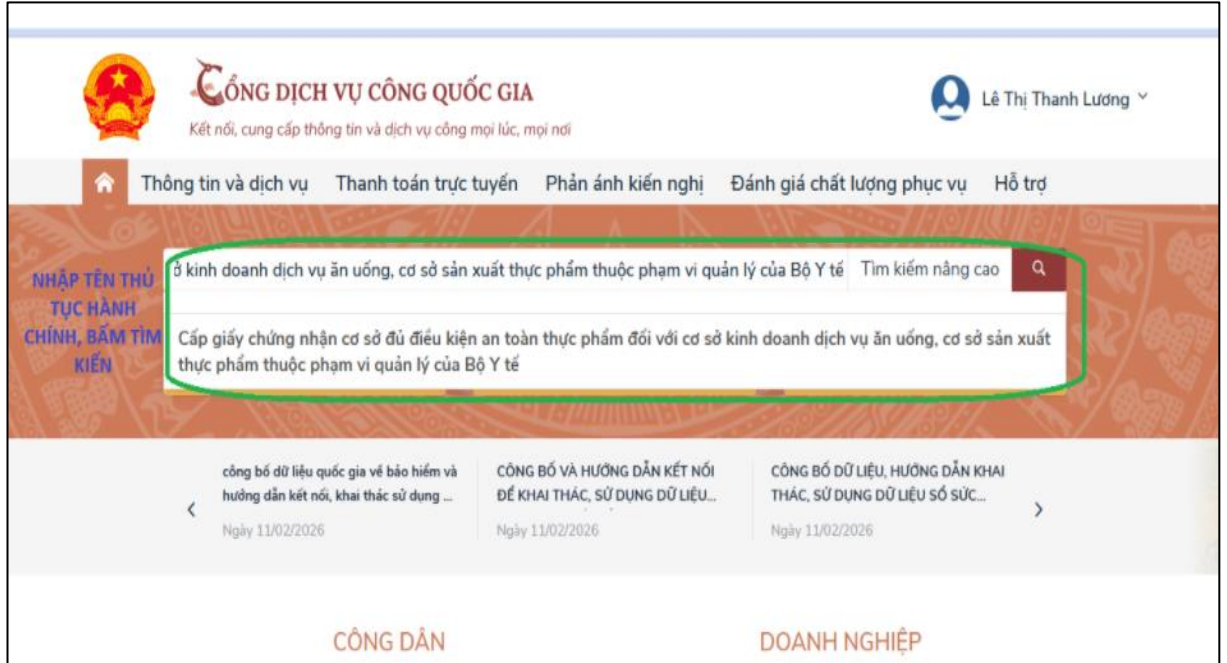 CỔNG DỊCH VỤ CÔNG QUỐC GIA
Kết nối, cung cấp thông tin và dịch vụ công mọi lúc, mọi nơi
Lê Thị Thanh Lương
Thông tin và dịch vụ Thanh toán trực tuyến Phản ánh kiến nghị Đánh giá chất lượng phục vụ Hỗ trợ
NHẬP TÊN THỦ
TỤC HÀNH
CHÍNH, BẤM TÌM
KIẾN
ở kinh doanh dịch vụ ăn uống, cơ sở sản xuất thực phẩm thuộc phạm vi quản lý của Bộ Y tế Tìm kiếm nâng cao
Cấp giấy chứng nhận cơ sở đủ điều kiện an toàn thực phẩm đối với cơ sở kinh doanh dịch vụ ăn uống, cơ sở sản xuất
thực phẩm thuộc phạm vi quản lý của Bộ Y tế
công bố dữ liệu quốc gia về bảo hiểm và
hướng dẫn kết nối, khai thác sử dụng ...
Ngày 11/02/2026
CÔNG BỐ VÀ HƯỚNG DẪN KẾT NỐI
ĐỂ KHAI THÁC, SỬ DỤNG DỮ LIỆU...
Ngày 11/02/2026
CÔNG BỐ DỮ LIỆU, HƯỚNG DẪN KHAI
THÁC, SỬ DỤNG DỮ LIỆU SỔ SỨC...
Ngày 11/02/2026
CÔNG DÂN
DOANH NGHIỆP